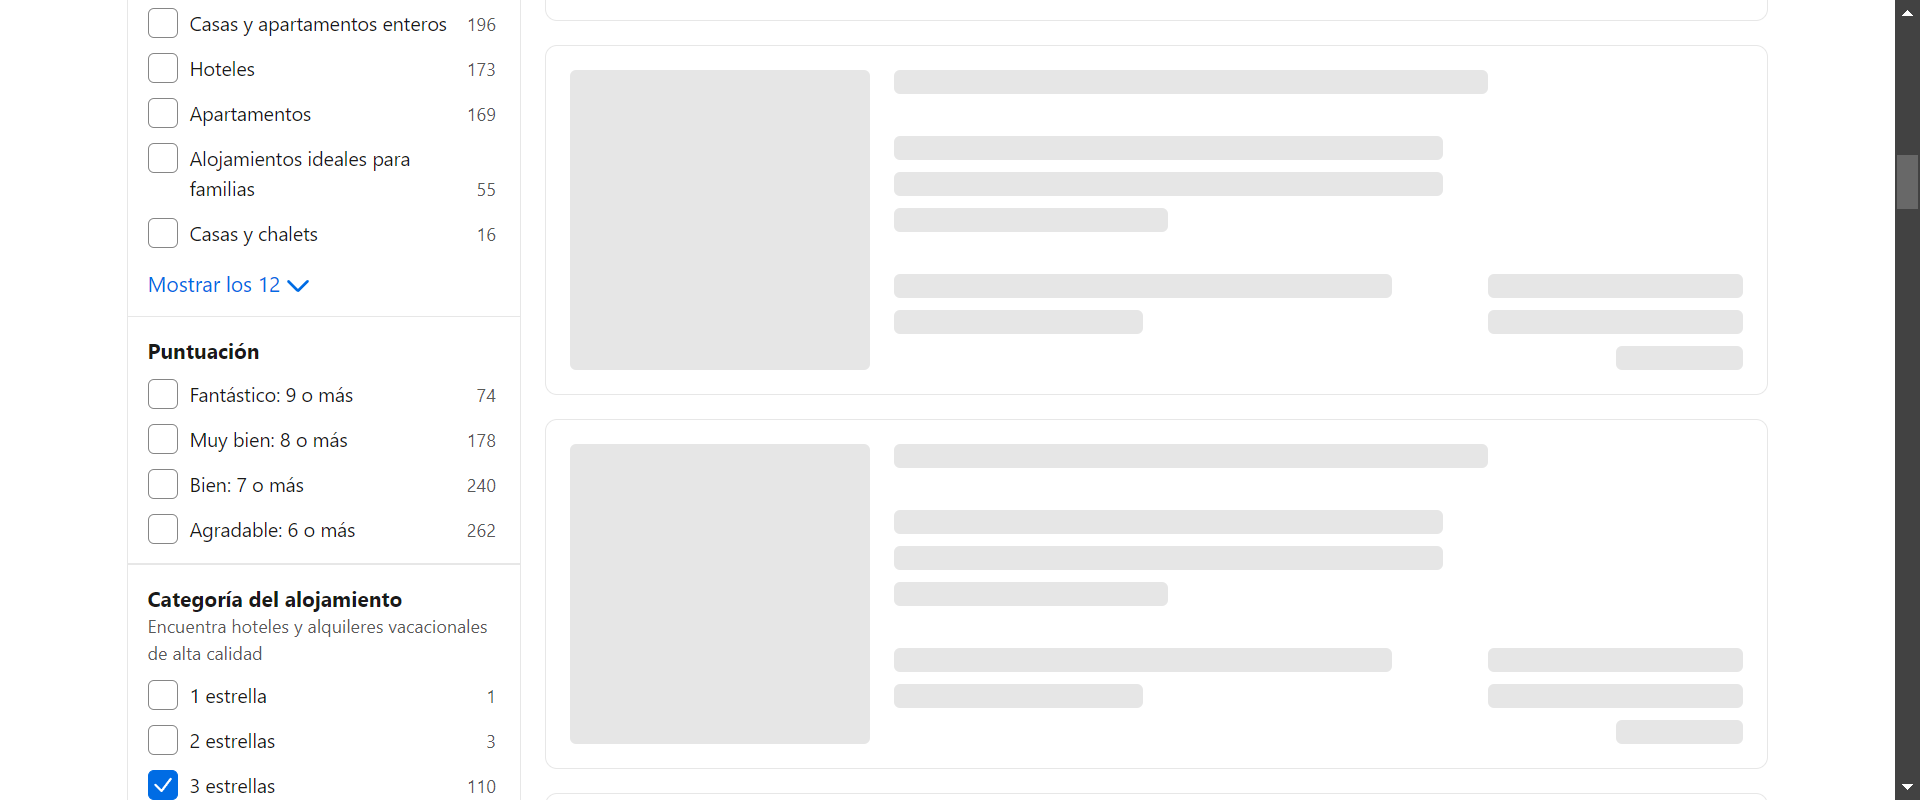 Casas y apartamentos enteros 196
Hoteles 173
Apartamentos 169
Alojamientos ideales para
familias 55
Casas y chalets 16
Mostrar los 12
Puntuación
Fantástico: 9 o más 74
Muy bien: 8 o más 178
Bien: 7 o más 240
Agradable: 6 o más 262
Categoría del alojamiento
Encuentra hoteles y alquileres vacacionales
de alta calidad
1 estrella 1
2 estrellas 3
3 estrellas 110